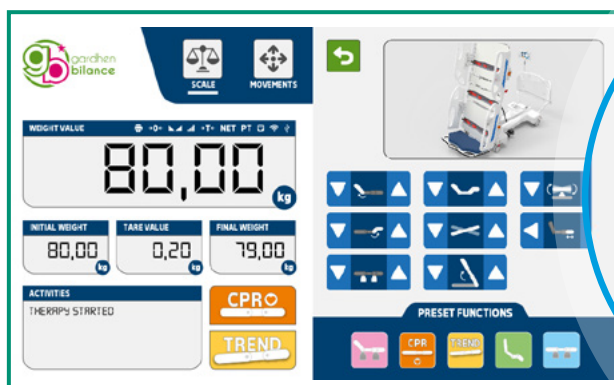 gardhen
bilance
SCALE
MOVEMENTS
WEIGHT VALUE
→0← →T← NET PT
80,00
kg
INITIAL WEIGHT
80,00
kg
TARE VALUE
0,20
kg
FINAL WEIGHT
79,00
kg
ACTIVITIES
THERAPY STARTED
CPR
TREND
PRESET FUNCTIONS
CPR
TREND